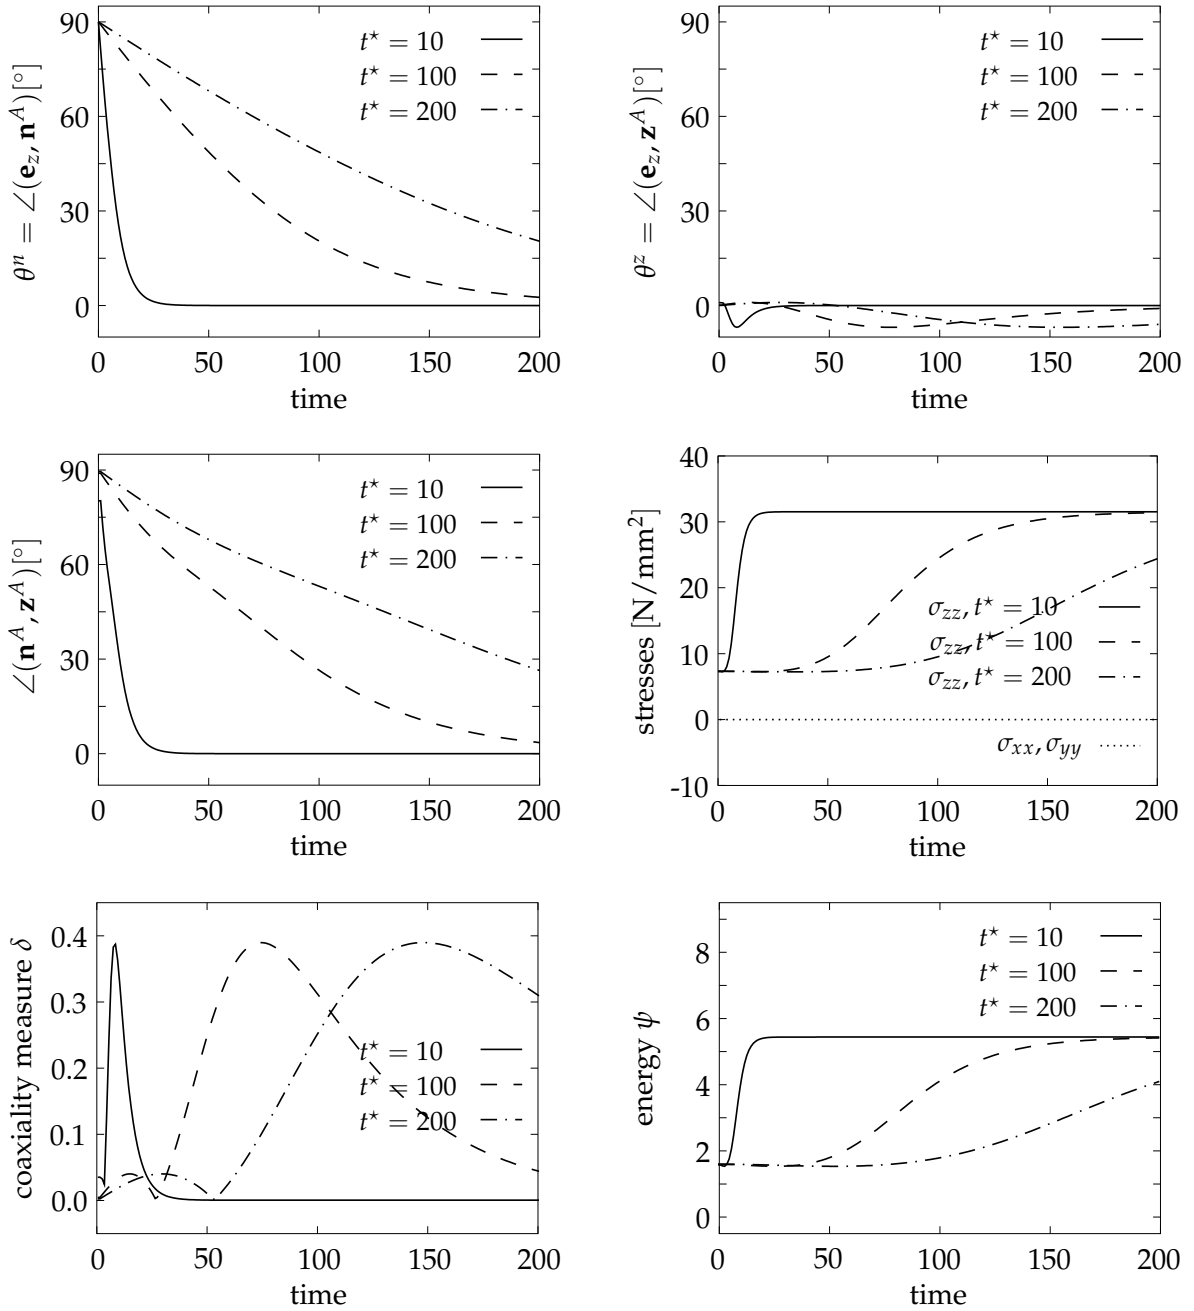 θⁿ = ∠(e_z, n^A)[°]
90
60
30
0
t⋆ = 10
t⋆ = 100
t⋆ = 200
0 50 100 150 200
time
θ^z = ∠(e_z, z^A)[°]
90
60
30
0
t⋆ = 10
t⋆ = 100
t⋆ = 200
0 50 100 150 200
time
∠(n^A, z^A)[°]
90
60
30
0
t⋆ = 10
t⋆ = 100
t⋆ = 200
0 50 100 150 200
time
stresses [N/mm²]
40
30
20
10
0
-10
σ_zz, t⋆ = 10
σ_zz, t⋆ = 100
σ_zz, t⋆ = 200
σ_xx, σ_yy
0 50 100 150 200
time
coaxiality measure δ
0.4
0.3
0.2
0.1
0.0
t⋆ = 10
t⋆ = 100
t⋆ = 200
0 50 100 150 200
time
energy ψ
8
6
4
2
0
t⋆ = 10
t⋆ = 100
t⋆ = 200
0 50 100 150 200
time